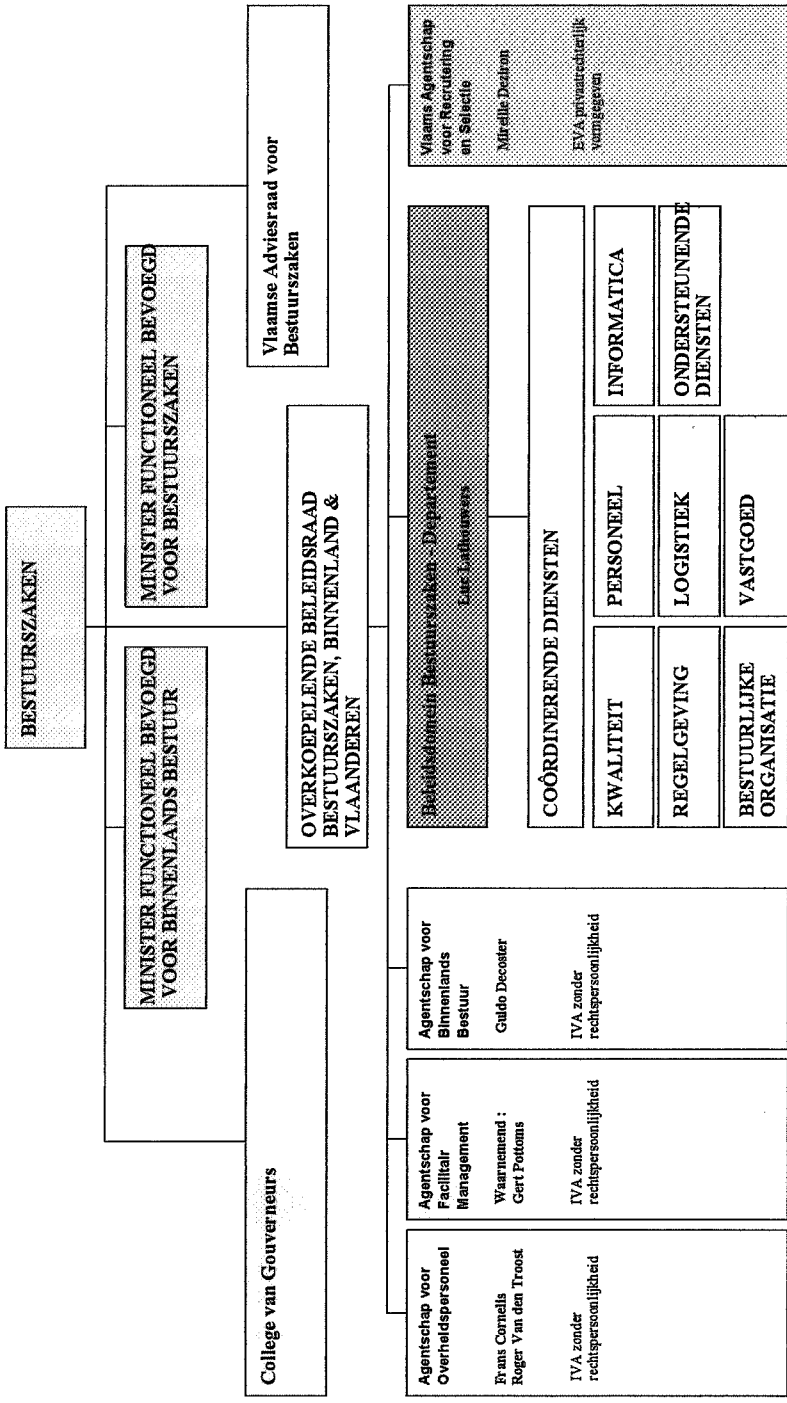 BESTUURSZAKEN
MINISTER FUNCTIONEEL BEVOEGD
VOOR BINNENLANDS BESTUUR
MINISTER FUNCTIONEEL BEVOEGD
VOOR BESTUURSZAKEN
College van Gouverneurs
Vlaamse Adviesraad voor
Bestuurszaken
OVERKOEPELENDE BELEIDSRAAD
BESTUURSZAKEN, BINNENLAND &
VLAANDEREN
Agentschap voor
Overheidspersoneel
Frans Cornelis
Roger Van den Troost
IVA zonder
rechtspersoonlijkheid
Agentschap voor
Facilitair
Management
Waarnemend :
Gert Pottoms
IVA zonder
rechtspersoonlijkheid
Agentschap voor
Binnenlands
Bestuur
Guido Decoster
IVA zonder
rechtspersoonlijkheid
Beleidsdomein Bestuurszaken - Departement
Luc Lathouwers
COÔRDINERENDE DIENSTEN
KWALITEIT
PERSONEEL
INFORMATICA
REGELGEVING
LOGISTIEK
ONDERSTEUNENDE
DIENSTEN
BESTUURLIJKE
ORGANISATIE
VASTGOED
Vlaams Agentschap
voor Recrutering
en Selectie
Mireille Deziron
EVA privaatrechterlijk
vormgegeven